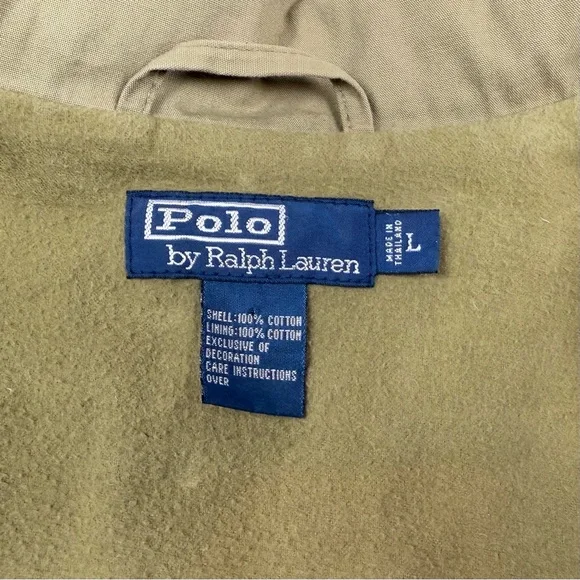 Polo
by Ralph Lauren
MADE IN
THAILAND
L
SHELL:100% COTTON
LINING:100% COTTON
EXCLUSIVE OF
DECORATION
CARE INSTRUCTIONS
OVER